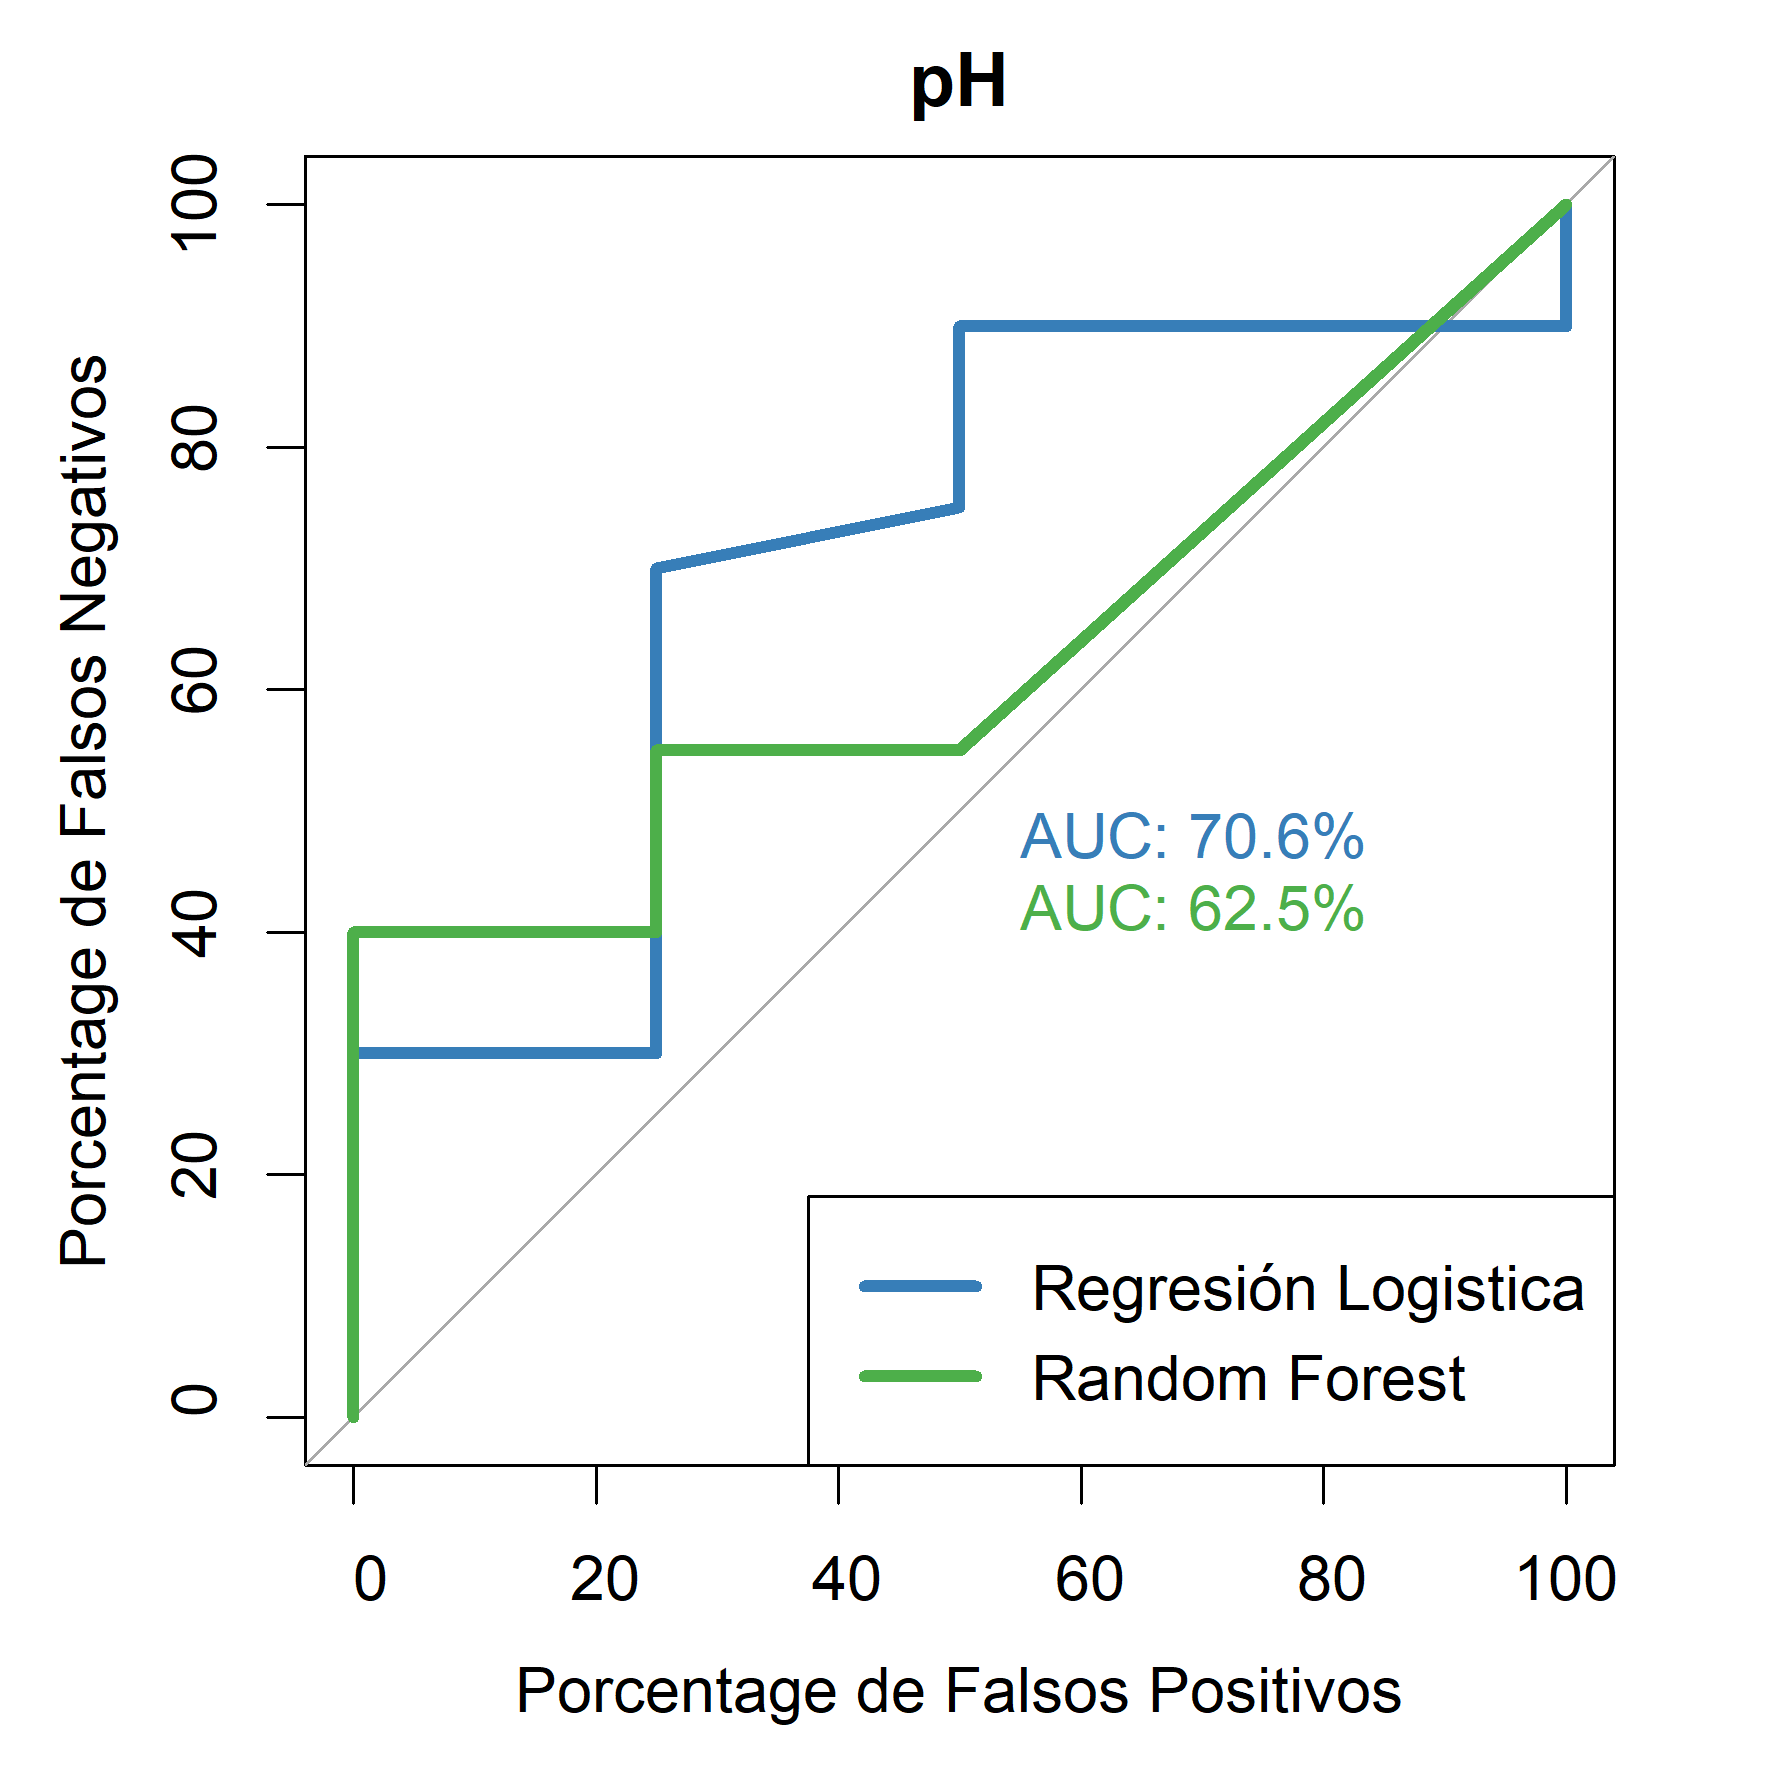 pH
Porcentage de Falsos Negativos
100
80
60
40
20
0
AUC: 70.6%
AUC: 62.5%
Regresión Logistica
Random Forest
0 20 40 60 80 100
Porcentage de Falsos Positivos